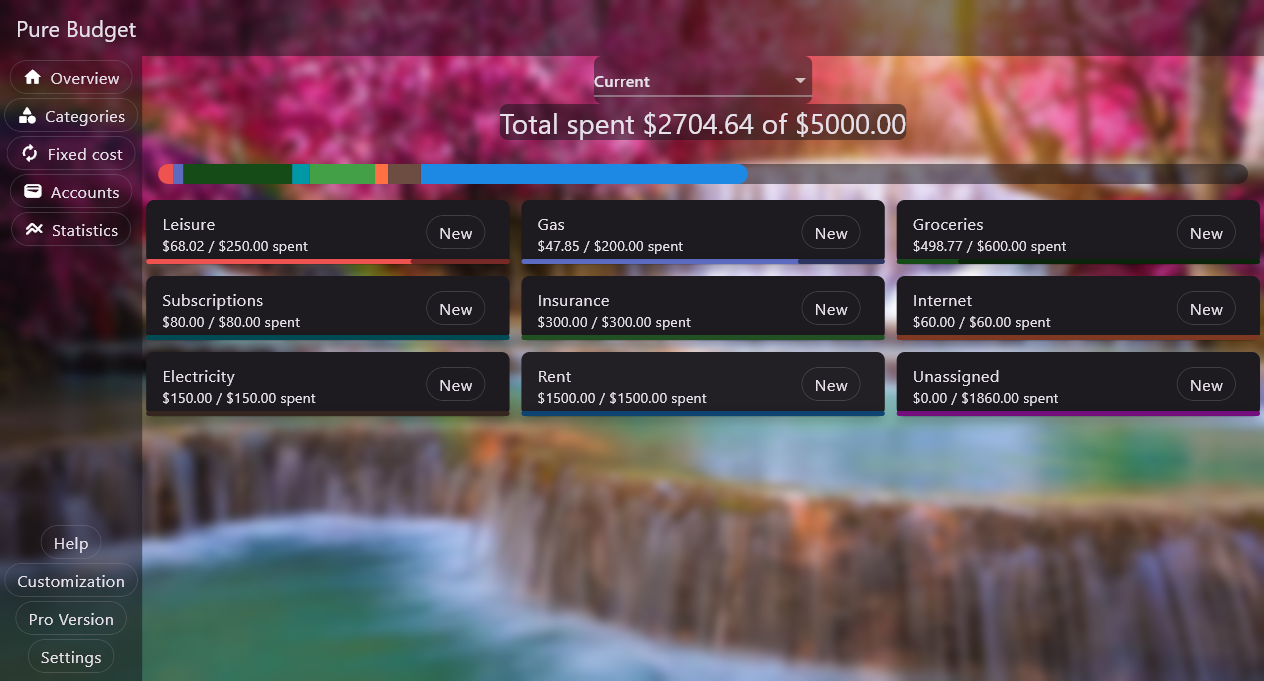 Pure Budget
Overview
Categories
Fixed cost
Accounts
Statistics
Help
Customization
Pro Version
Settings
Current
Total spent $2704.64 of $5000.00
Leisure
$68.02 / $250.00 spent
New
Gas
$47.85 / $200.00 spent
New
Groceries
$498.77 / $600.00 spent
New
Subscriptions
$80.00 / $80.00 spent
New
Insurance
$300.00 / $300.00 spent
New
Internet
$60.00 / $60.00 spent
New
Electricity
$150.00 / $150.00 spent
New
Rent
$1500.00 / $1500.00 spent
New
Unassigned
$0.00 / $1860.00 spent
New